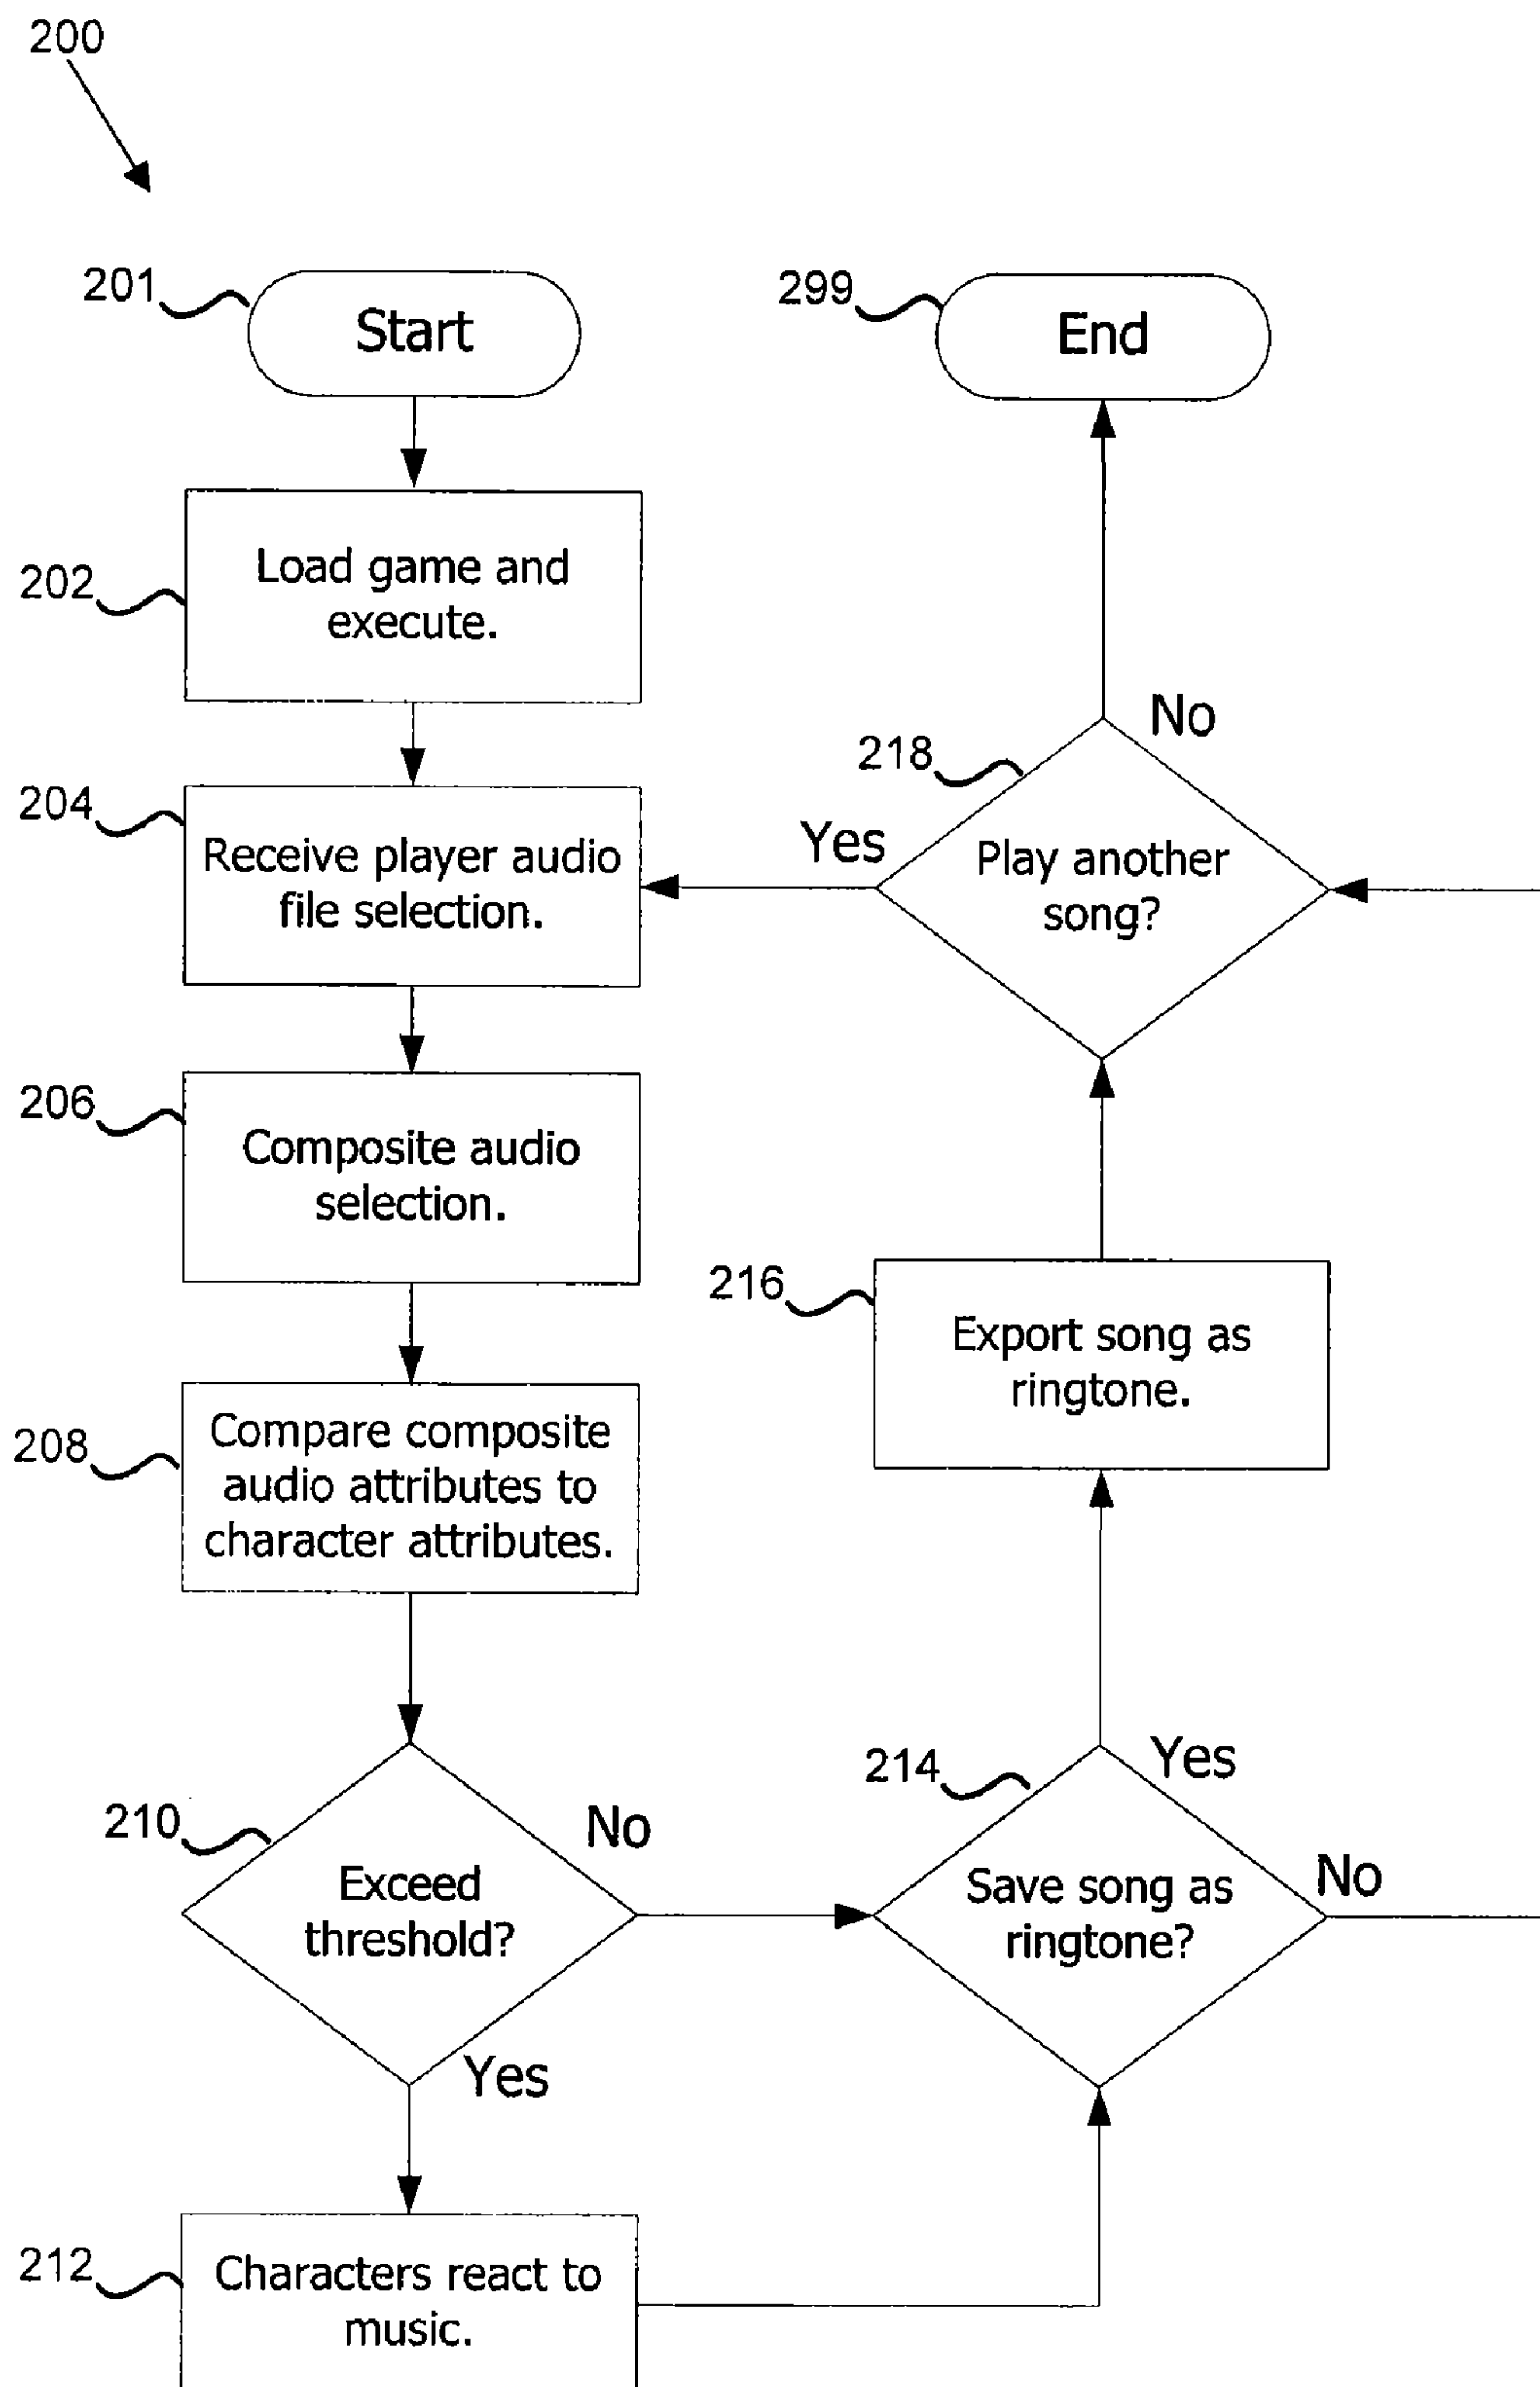 200
201
Start
202
Load game and
execute.
204
Receive player audio
file selection.
206
Composite audio
selection.
208
Compare composite
audio attributes to
character attributes.
210
Exceed
threshold?
No
Yes
212
Characters react to
music.
214
Save song as
ringtone?
Yes
No
216
Export song as
ringtone.
218
Play another
song?
Yes
No
299
End